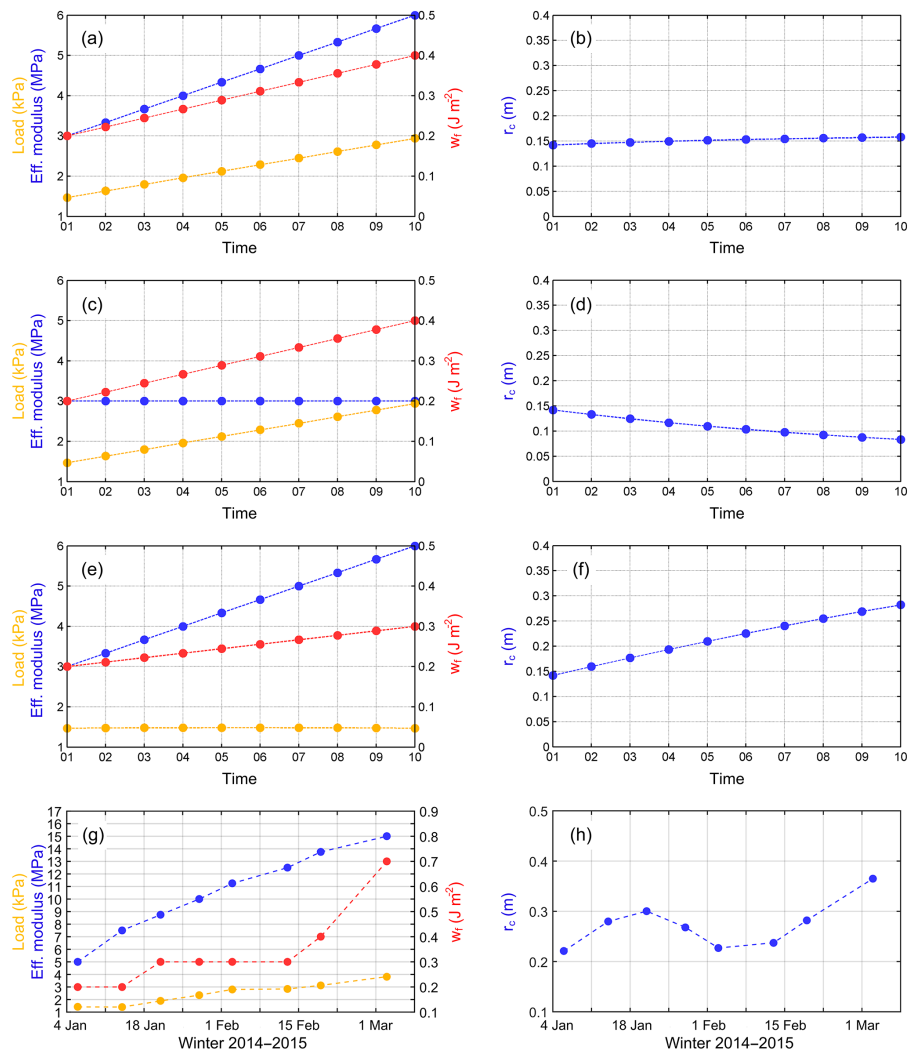 (a)
6
5
4
3
2
1
0.5
0.4
0.3
0.2
0.1
0
Load (kPa)
Eff. modulus (MPa)
w_f (J m⁻²)
01 02 03 04 05 06 07 08 09 10
Time
(b)
0.4
0.35
0.3
0.25
0.2
0.15
0.1
0.05
0
r_c (m)
01 02 03 04 05 06 07 08 09 10
Time
(c)
6
5
4
3
2
1
0.5
0.4
0.3
0.2
0.1
0
Load (kPa)
Eff. modulus (MPa)
w_f (J m⁻²)
01 02 03 04 05 06 07 08 09 10
Time
(d)
0.4
0.35
0.3
0.25
0.2
0.15
0.1
0.05
0
r_c (m)
01 02 03 04 05 06 07 08 09 10
Time
(e)
6
5
4
3
2
1
0.5
0.4
0.3
0.2
0.1
0
Load (kPa)
Eff. modulus (MPa)
w_f (J m⁻²)
01 02 03 04 05 06 07 08 09 10
Time
(f)
0.4
0.35
0.3
0.25
0.2
0.15
0.1
0.05
0
r_c (m)
01 02 03 04 05 06 07 08 09 10
Time
(g)
17
16
15
14
13
12
11
10
9
8
7
6
5
4
3
2
1
0.9
0.8
0.7
0.6
0.5
0.4
0.3
0.2
0.1
Load (kPa)
Eff. modulus (MPa)
w_f (J m⁻²)
4 Jan 18 Jan 1 Feb 15 Feb 1 Mar
Winter 2014–2015
(h)
0.5
0.4
0.3
0.2
0.1
r_c (m)
4 Jan 18 Jan 1 Feb 15 Feb 1 Mar
Winter 2014–2015